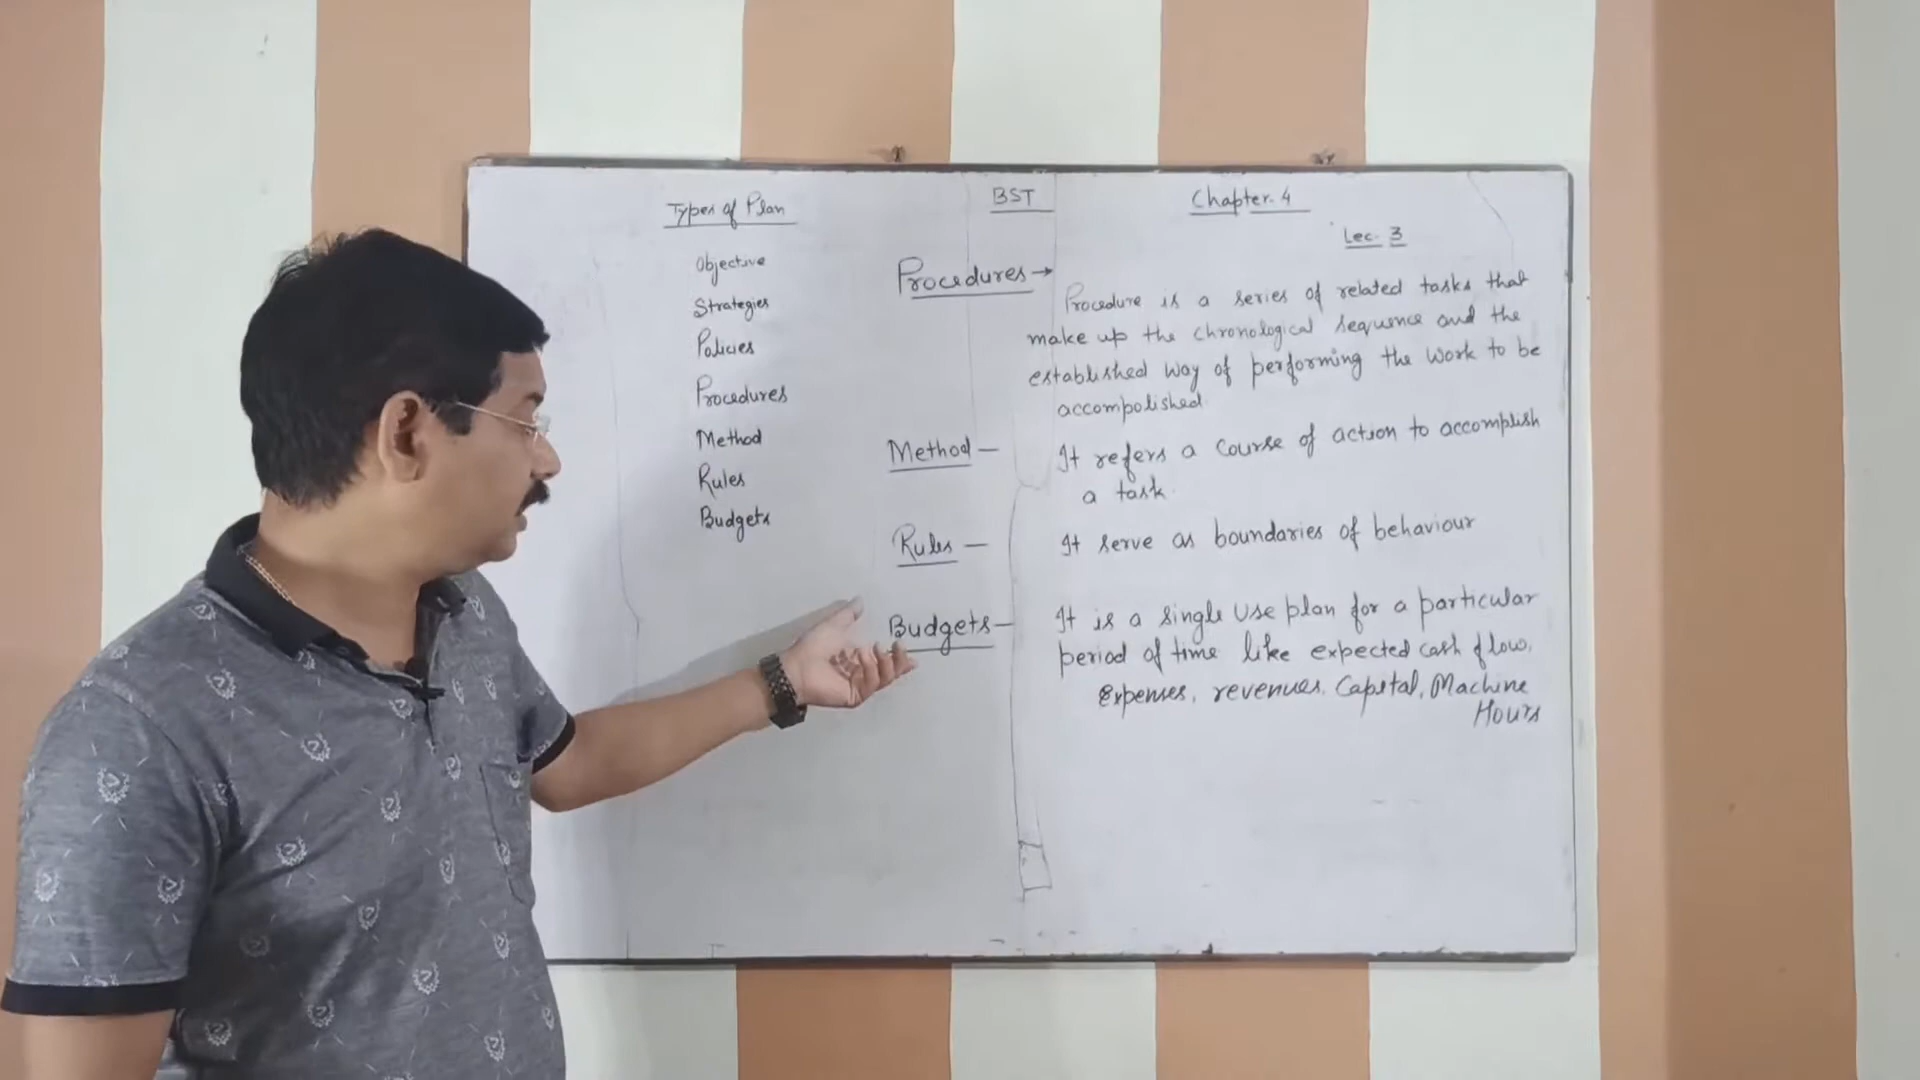 Types of Plan
BST
Chapter. 4
Lec. 3
Objective
Strategies
Policies
Procedures
Method
Rules
Budgets
Procedures →
Procedure is a series of related tasks that
make up the chronological sequence and the
established way of performing the work to be
accompolished.
Method –
It refers a course of action to accomplish
a task.
Rules –
It serve as boundaries of behaviour
Budgets –
It is a single use plan for a particular
period of time like expected cash flow,
expenses, revenues. Capital, Machine
Hours